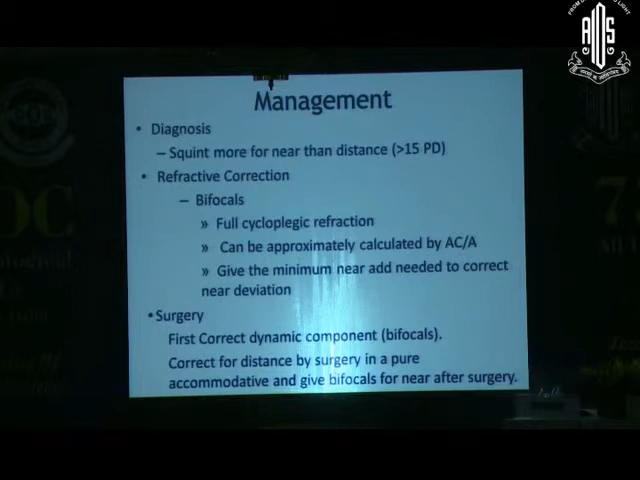 AIOS
Management
• Diagnosis
– Squint more for near than distance (>15 PD)
• Refractive Correction
– Bifocals
» Full cycloplegic refraction
» Can be approximately calculated by AC/A
» Give the minimum near add needed to correct
near deviation
• Surgery
First Correct dynamic component (bifocals).
Correct for distance by surgery in a pure
accommodative and give bifocals for near after surgery.